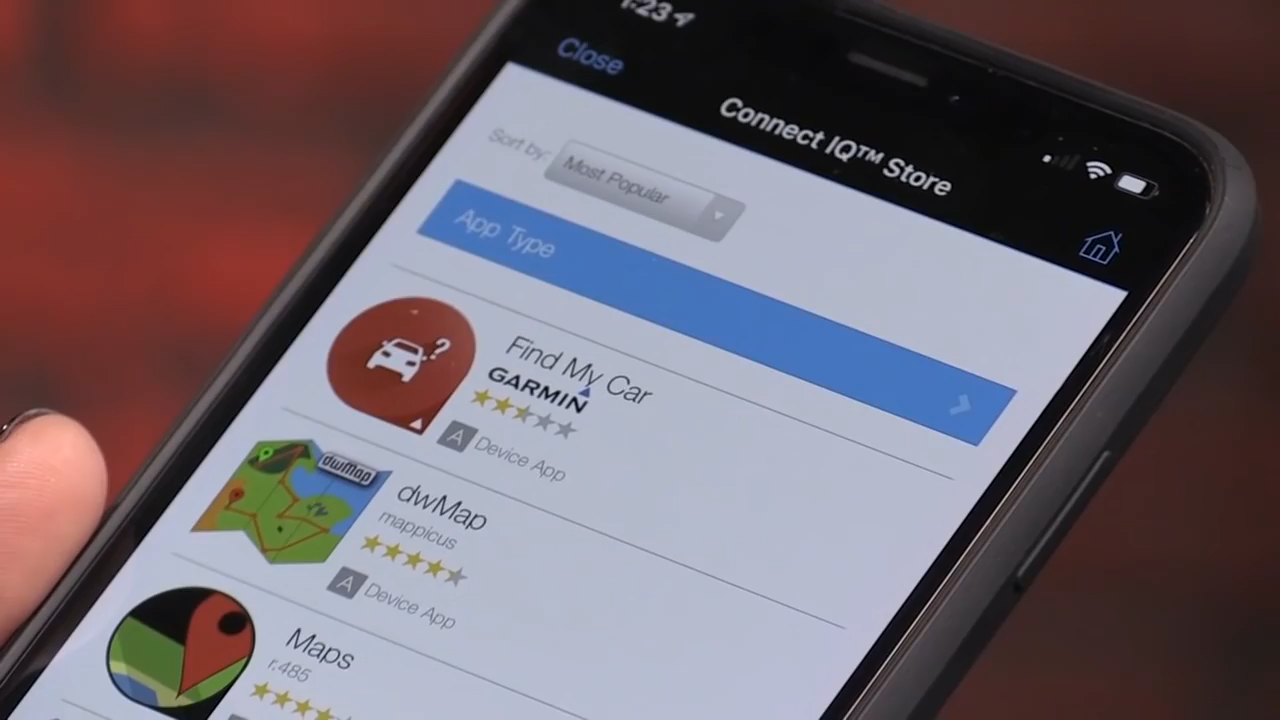 1:23
Close
Connect IQ™ Store
Sort by:
Most Popular
App Type
Find My Car
GARMIN
A Device App
dwMap
dwMap
mappicus
A Device App
Maps
r.485